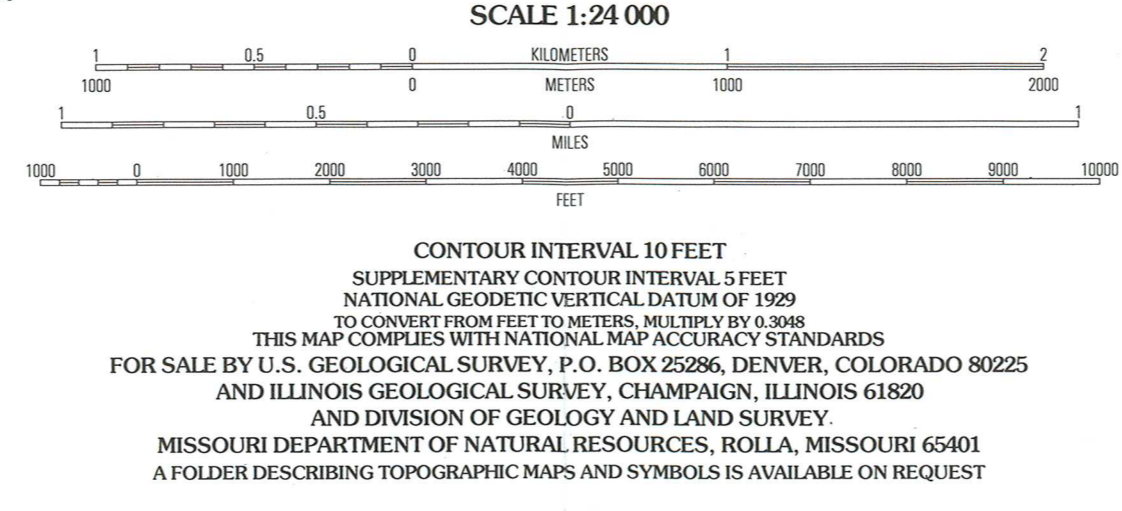 SCALE 1:24 000
1 0.5 0 KILOMETERS 1 2
1000 0 METERS 1000 2000
1 0.5 0 1
MILES
1000 0 1000 2000 3000 4000 5000 6000 7000 8000 9000 10000
FEET
CONTOUR INTERVAL 10 FEET
SUPPLEMENTARY CONTOUR INTERVAL 5 FEET
NATIONAL GEODETIC VERTICAL DATUM OF 1929
TO CONVERT FROM FEET TO METERS, MULTIPLY BY 0.3048
THIS MAP COMPLIES WITH NATIONAL MAP ACCURACY STANDARDS
FOR SALE BY U.S. GEOLOGICAL SURVEY, P.O. BOX 25286, DENVER, COLORADO 80225
AND ILLINOIS GEOLOGICAL SURVEY, CHAMPAIGN, ILLINOIS 61820
AND DIVISION OF GEOLOGY AND LAND SURVEY.
MISSOURI DEPARTMENT OF NATURAL RESOURCES, ROLLA, MISSOURI 65401
A FOLDER DESCRIBING TOPOGRAPHIC MAPS AND SYMBOLS IS AVAILABLE ON REQUEST